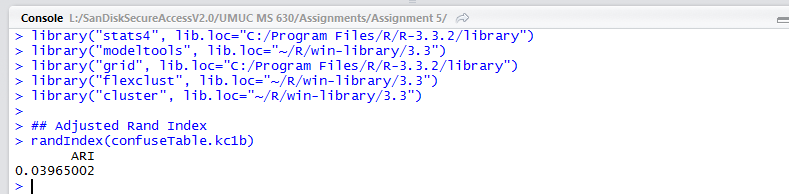 Console L:/SanDiskSecureAccessV2.0/UMUC MS 630/Assignments/Assignment 5/
> library("stats4", lib.loc="C:/Program Files/R/R-3.3.2/library")
> library("modeltools", lib.loc="~/R/win-library/3.3")
> library("grid", lib.loc="C:/Program Files/R/R-3.3.2/library")
> library("flexclust", lib.loc="~/R/win-library/3.3")
> library("cluster", lib.loc="~/R/win-library/3.3")
>
> ## Adjusted Rand Index
> randIndex(confuseTable.kc1b)
       ARI
0.03965002
>